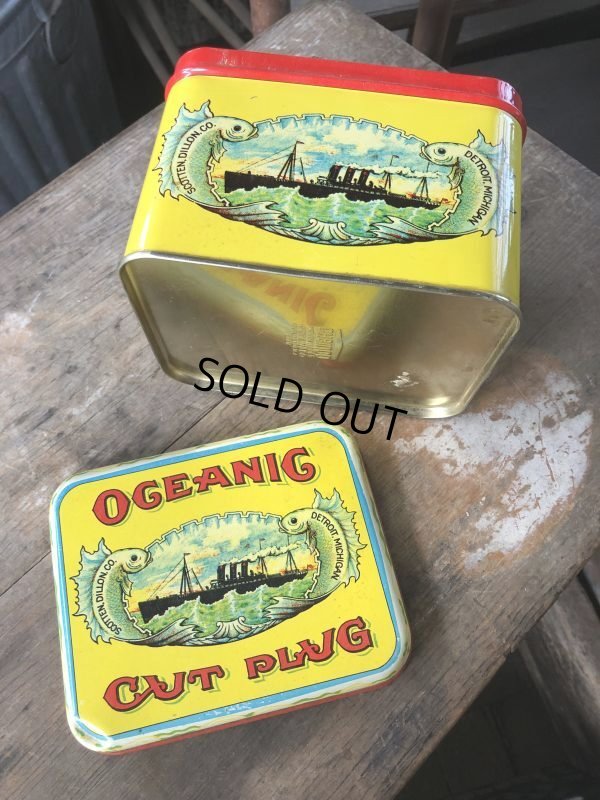 SCOTTEN, DILLON, CO.
DETROIT, MICHIGAN
SOLD OUT
OCEANIC
SCOTTEN, DILLON, CO.
DETROIT, MICHIGAN
CUT PLUG